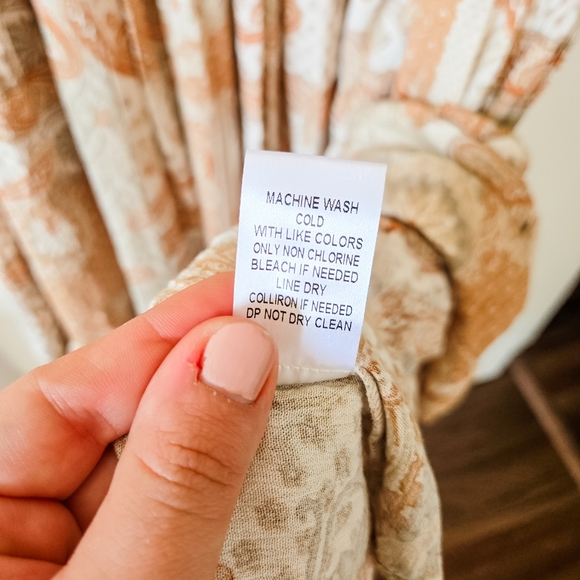 MACHINE WASH
COLD
WITH LIKE COLORS
ONLY NON CHLORINE
BLEACH IF NEEDED
LINE DRY
COLLIRON IF NEEDED
DP NOT DRY CLEAN